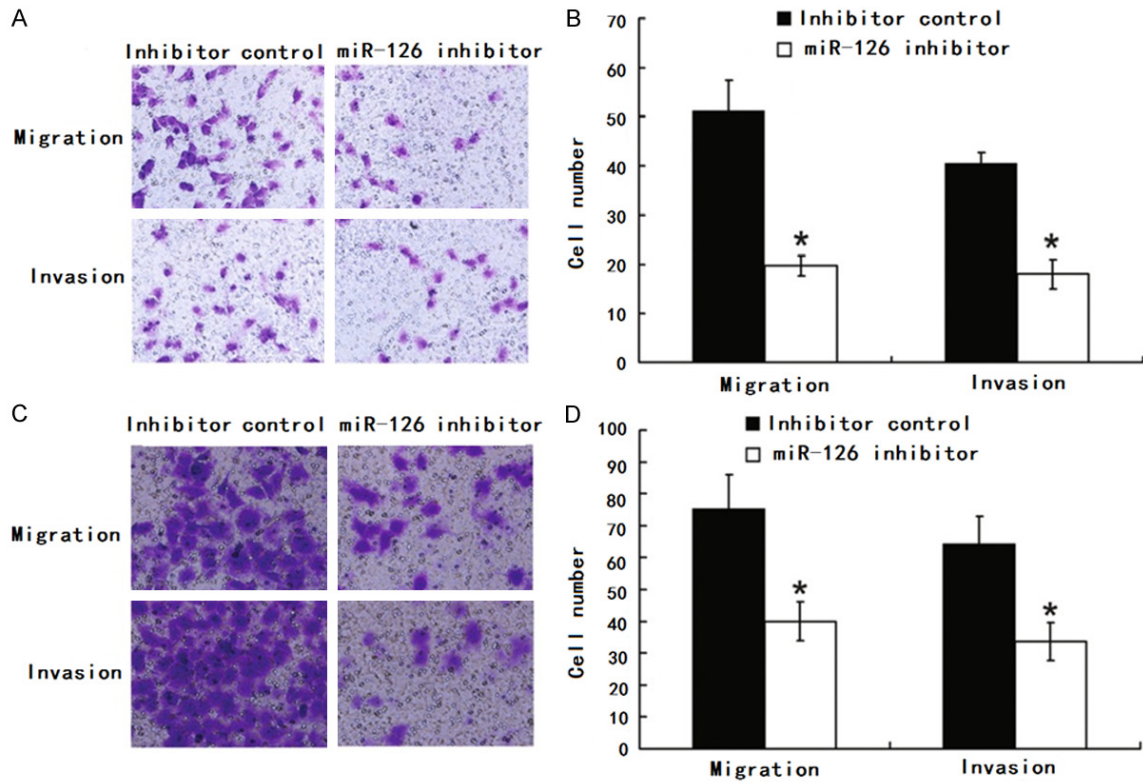 A
Inhibitor control miR-126 inhibitor
Migration
Invasion
B
Inhibitor control
miR-126 inhibitor
Cell number
70
60
50
40
30
20
10
0
*
*
Migration
Invasion
C
Inhibitor control miR-126 inhibitor
Migration
Invasion
D
Inhibitor control
miR-126 inhibitor
Cell number
100
90
80
70
60
50
40
30
20
10
0
*
*
Migration
Invasion